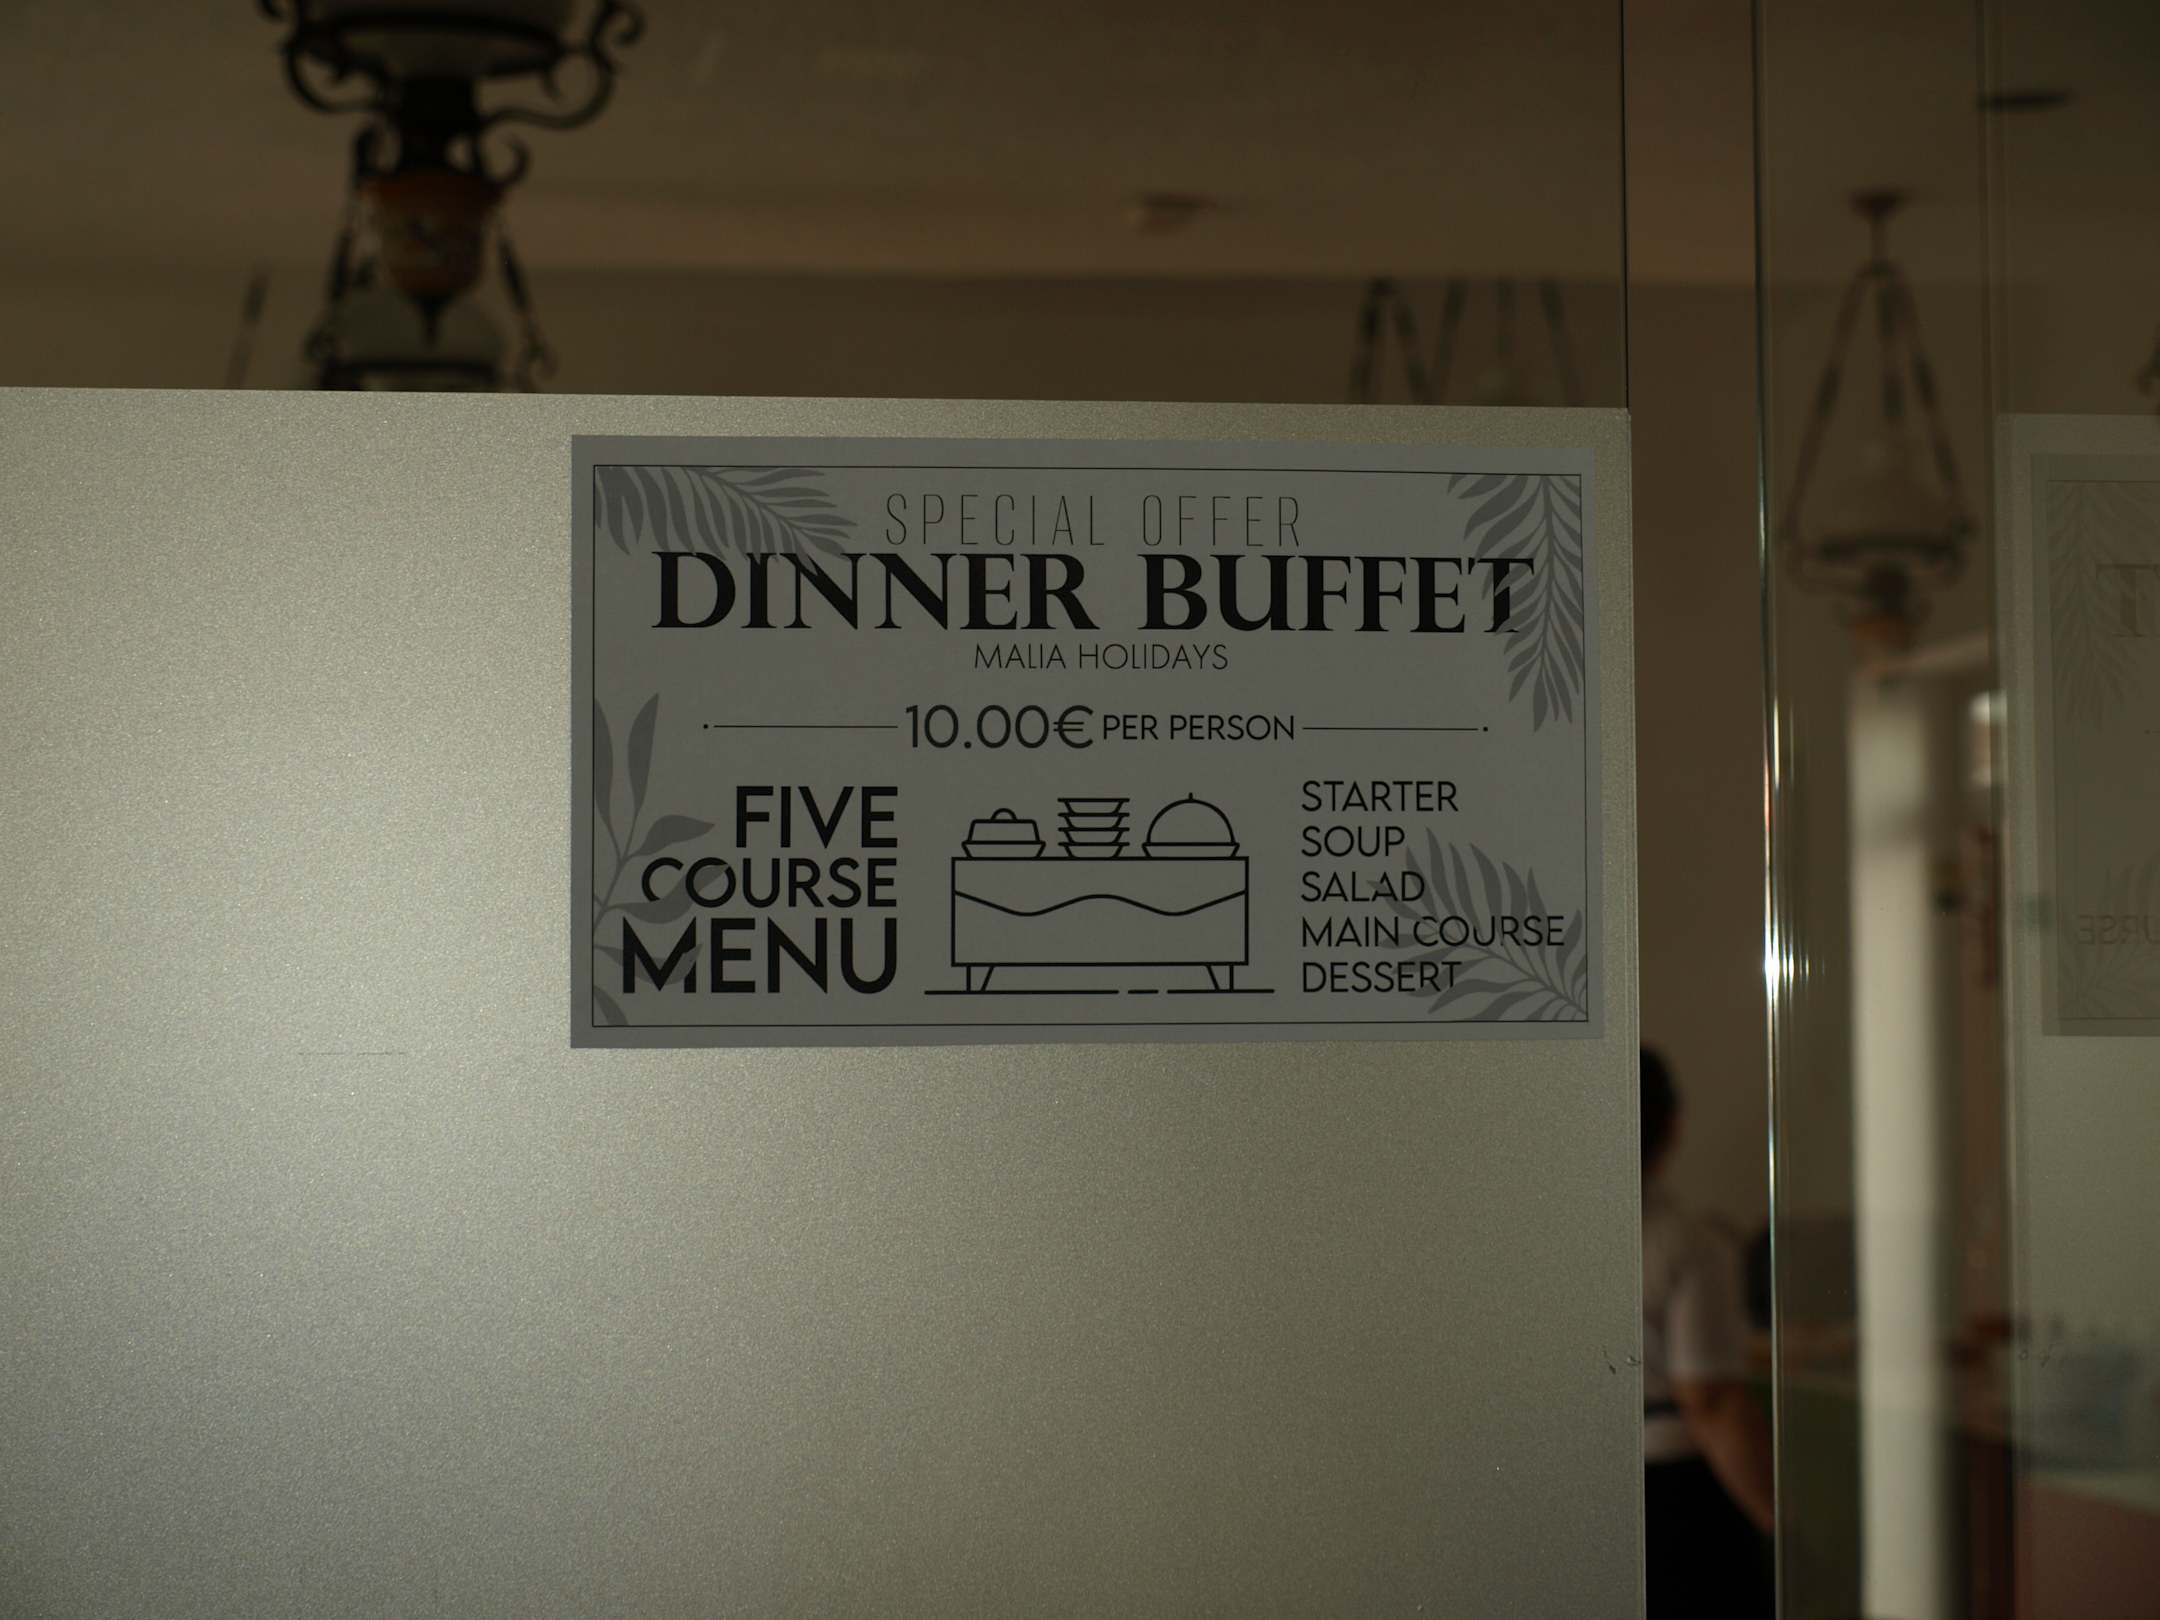 SPECIAL OFFER
DINNER BUFFET
MALIA HOLIDAYS
10.00€ PER PERSON
FIVE
COURSE
MENU
STARTER
SOUP
SALAD
MAIN COURSE
DESSERT